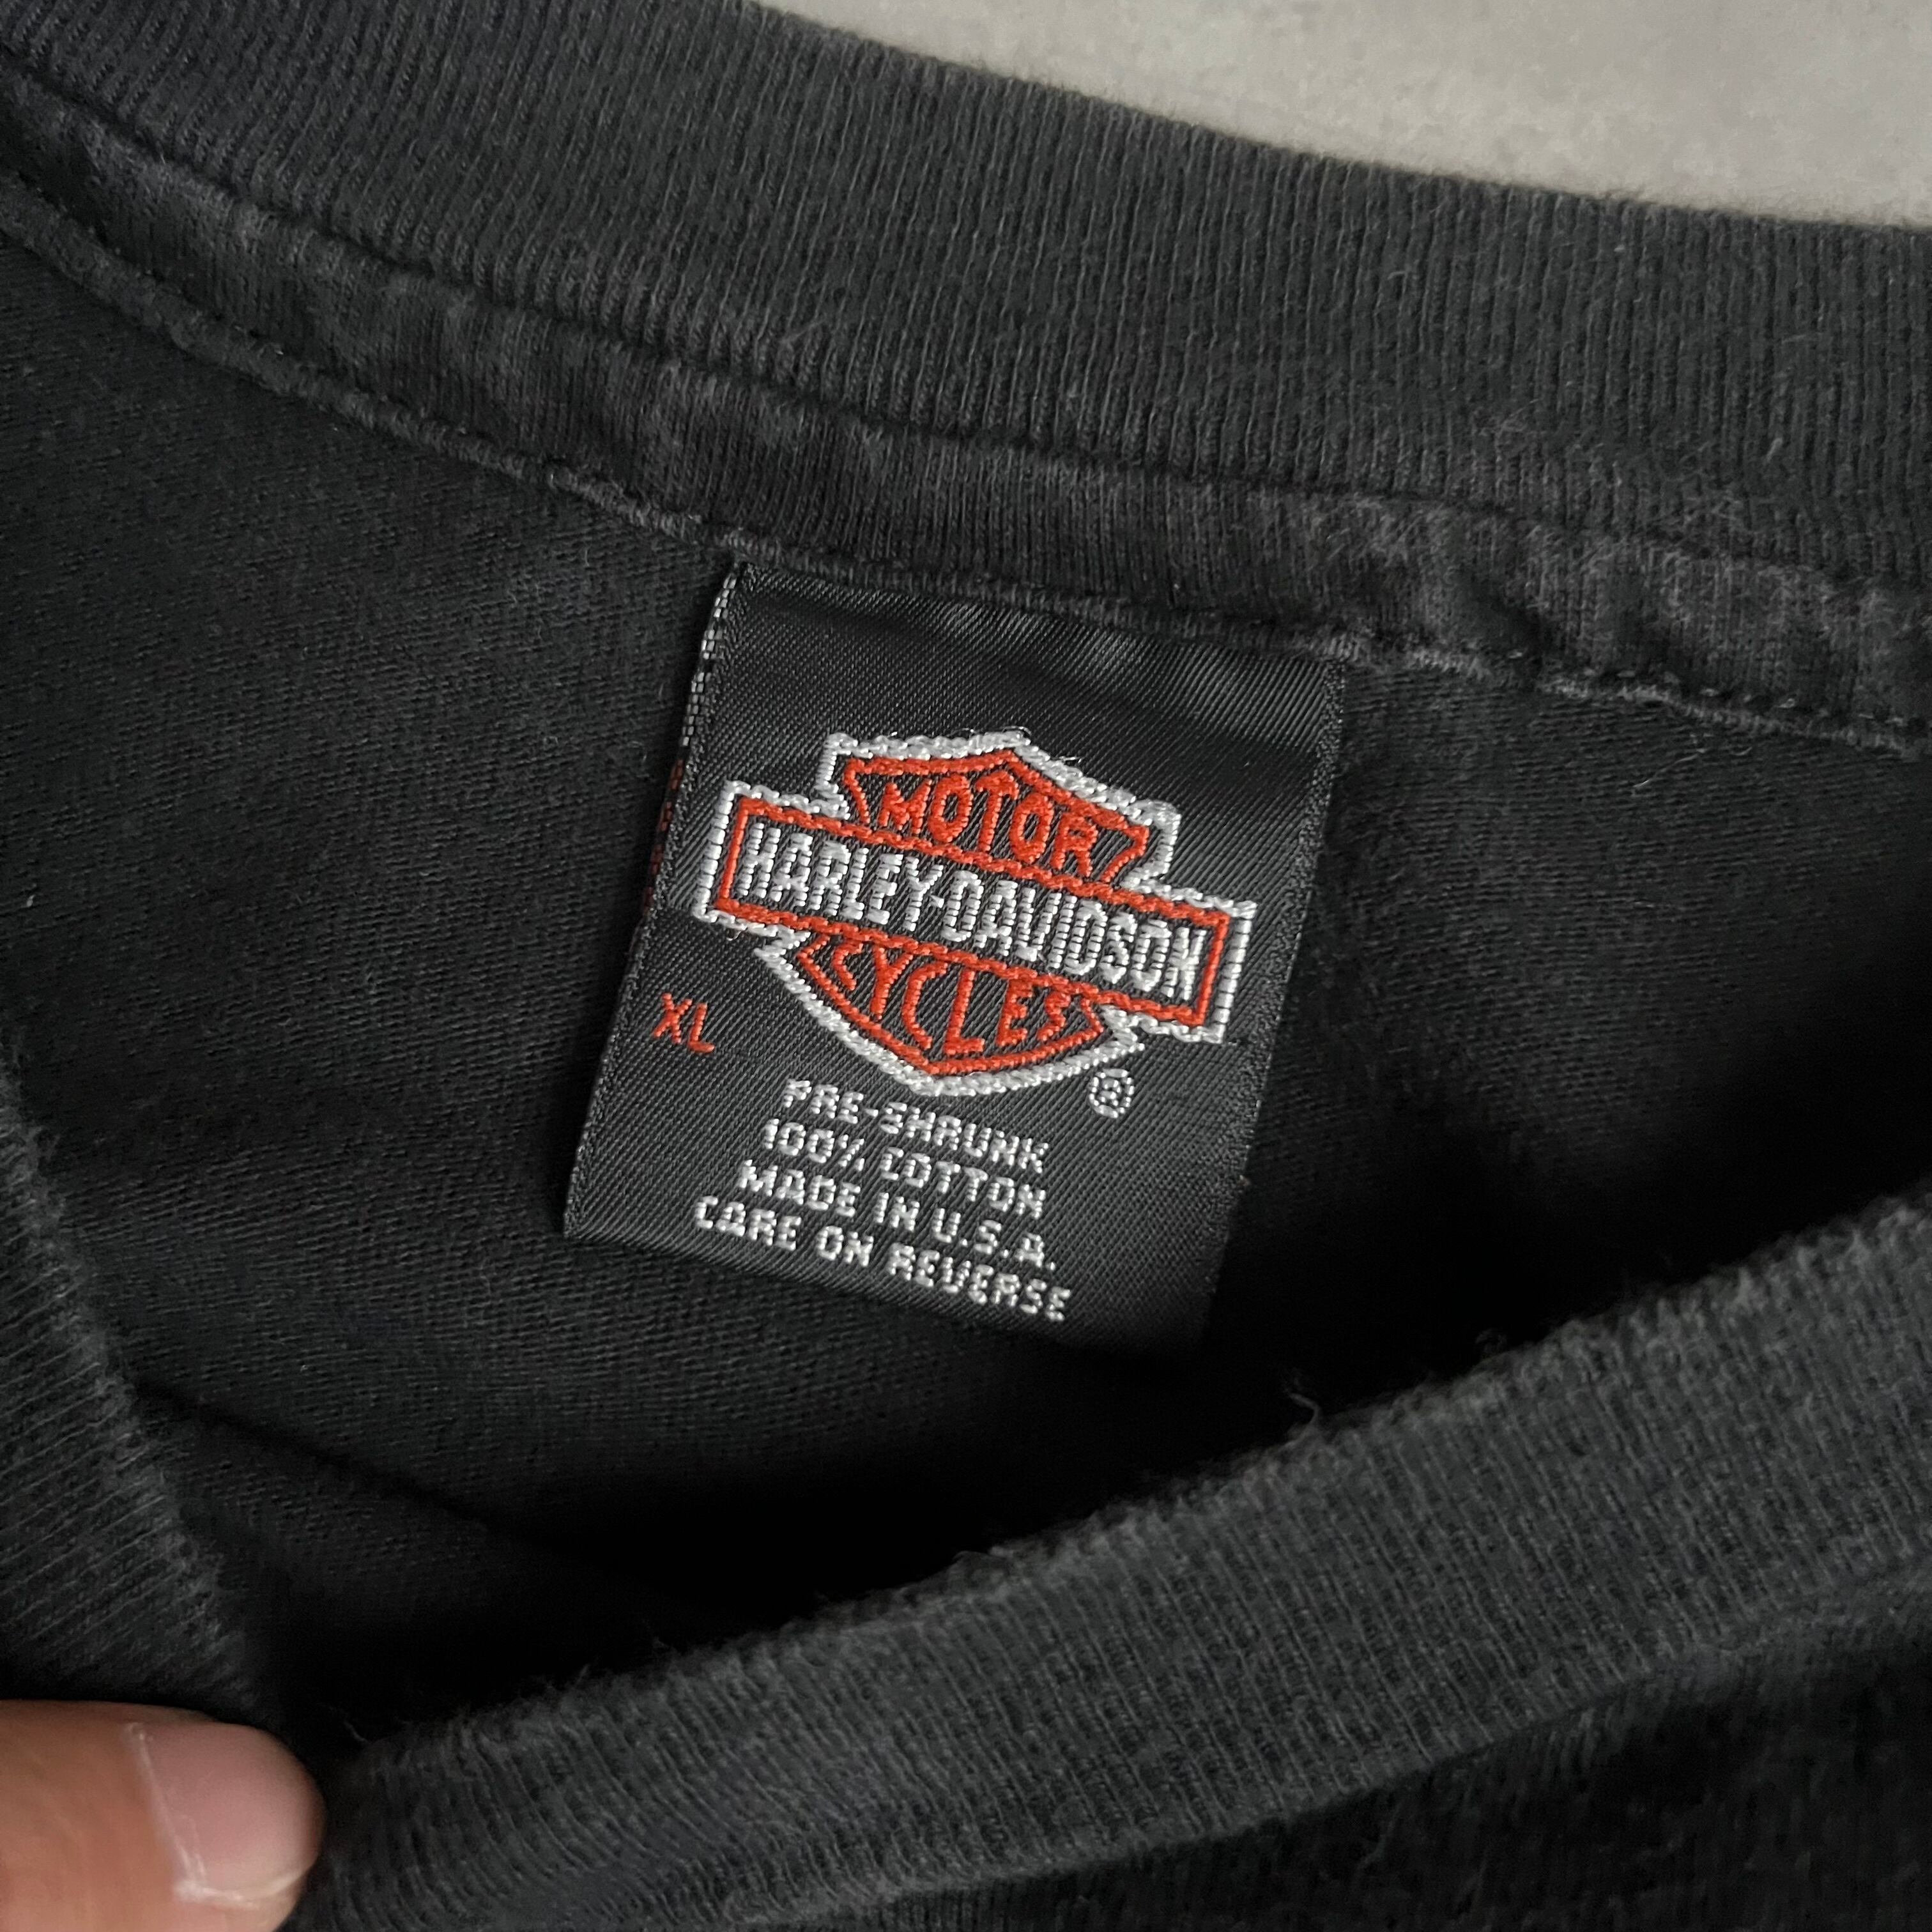 MOTOR
HARLEY-DAVIDSON
CYCLES
XL
®
PRE-SHRUNK
100% COTTON
MADE IN U.S.A.
CARE ON REVERSE